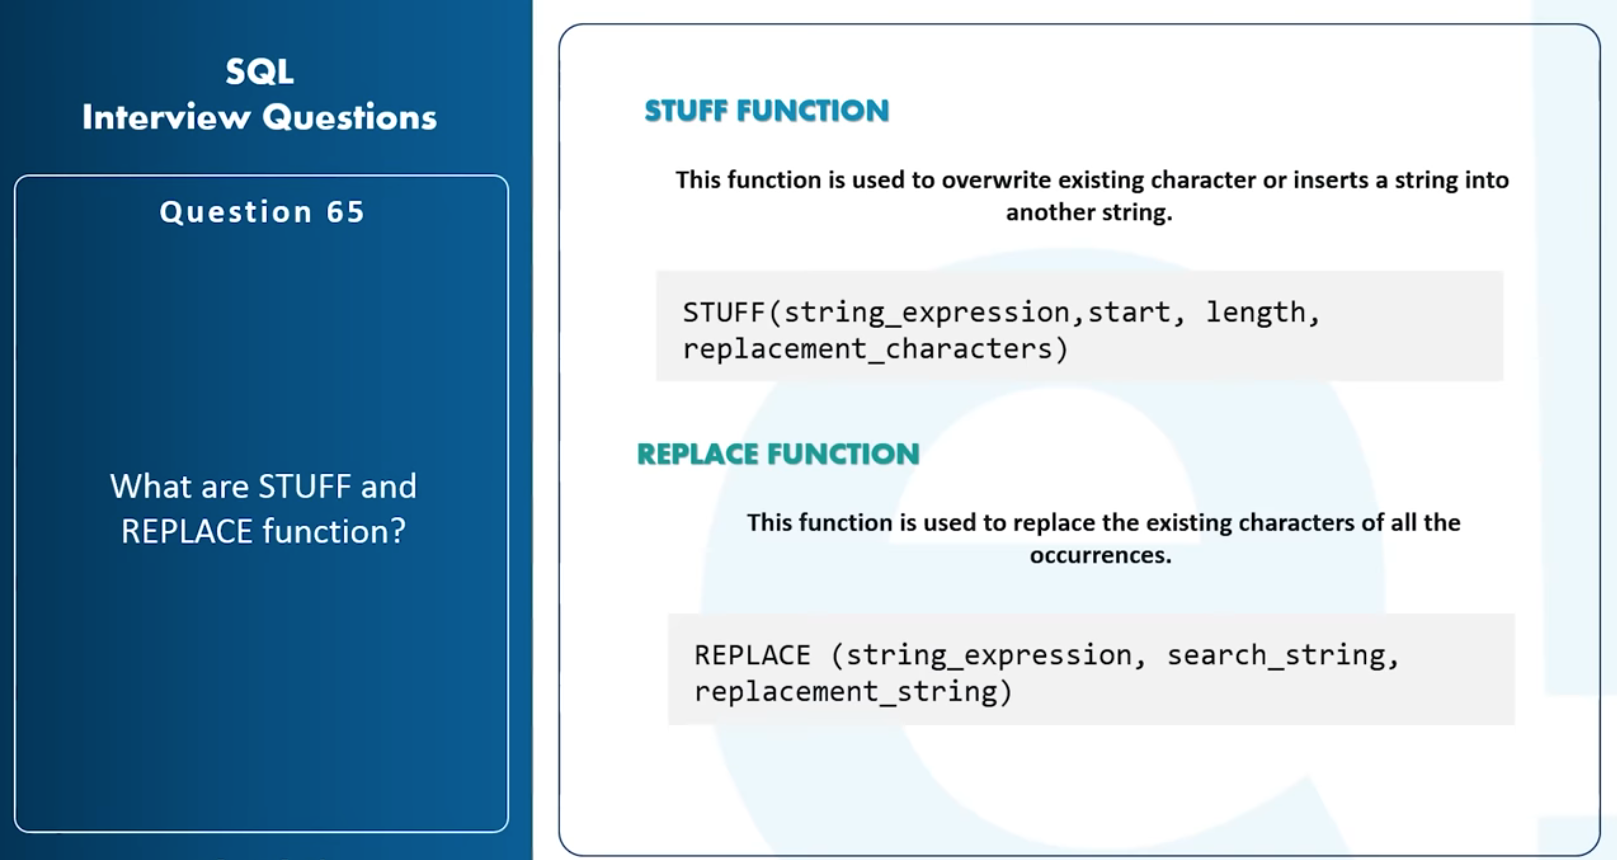 SQL
Interview Questions
Question 65
What are STUFF and
REPLACE function?
STUFF FUNCTION
This function is used to overwrite existing character or inserts a string into
another string.
STUFF(string_expression,start, length,
replacement_characters)
REPLACE FUNCTION
This function is used to replace the existing characters of all the
occurrences.
REPLACE (string_expression, search_string,
replacement_string)